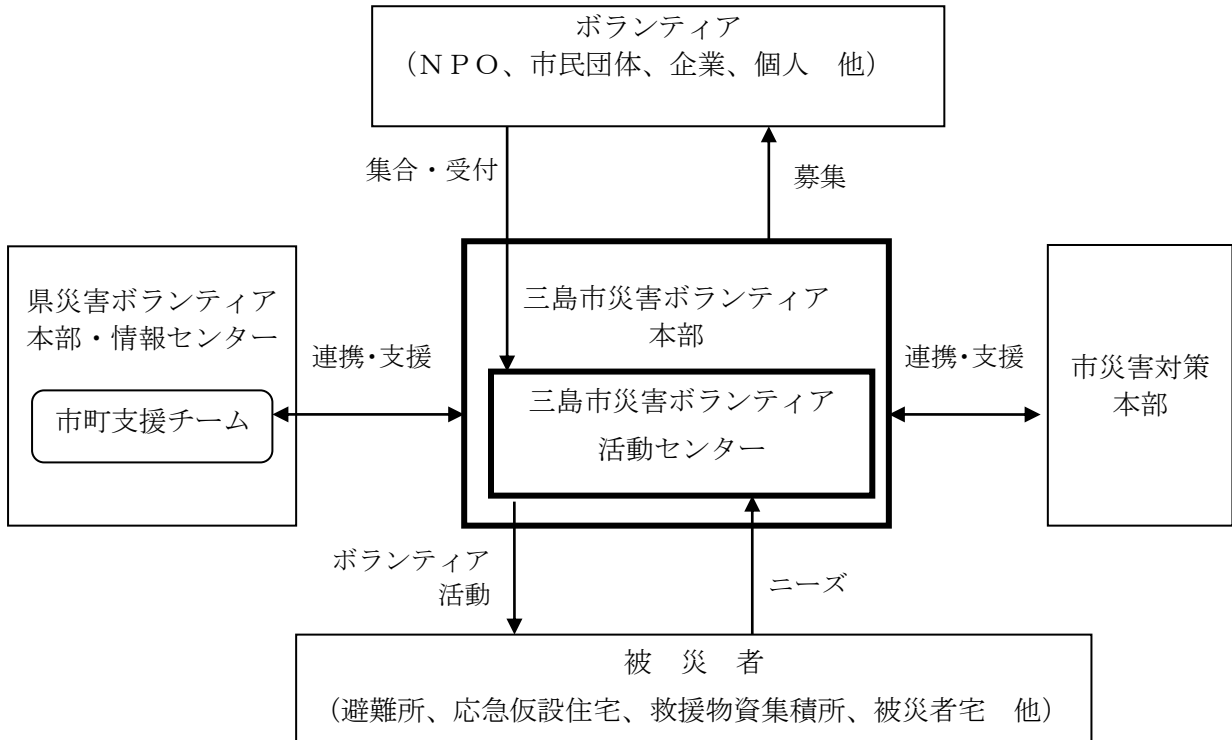 ボランティア
（ＮＰＯ、市民団体、企業、個人　他）
集合・受付
募集
県災害ボランティア
本部・情報センター
市町支援チーム
連携・支援
三島市災害ボランティア
本部
三島市災害ボランティア
活動センター
連携・支援
市災害対策
本部
ボランティア
活動
ニーズ
被　災　者
（避難所、応急仮設住宅、救援物資集積所、被災者宅　他）